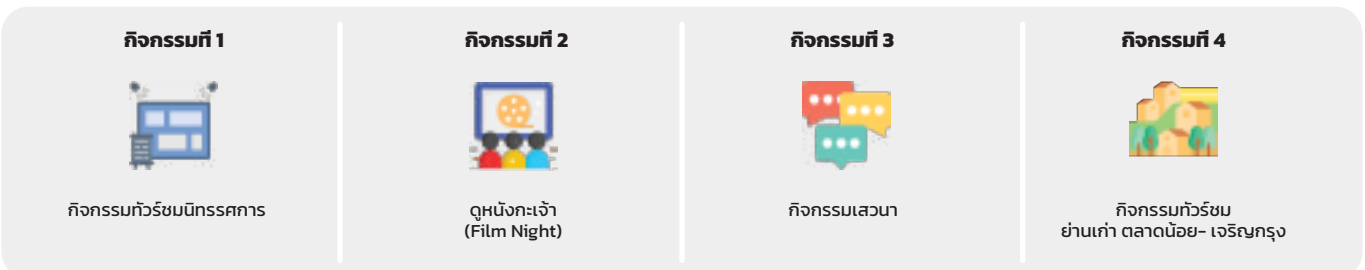 กิจกรรมที่ 1
กิจกรรมทัวร์ชมนิทรรศการ
กิจกรรมที่ 2
ดูหนังกะเจ้า
(Film Night)
กิจกรรมที่ 3
กิจกรรมเสวนา
กิจกรรมที่ 4
กิจกรรมทัวร์ชม
ย่านเก่า ตลาดน้อย- เจริญกรุง